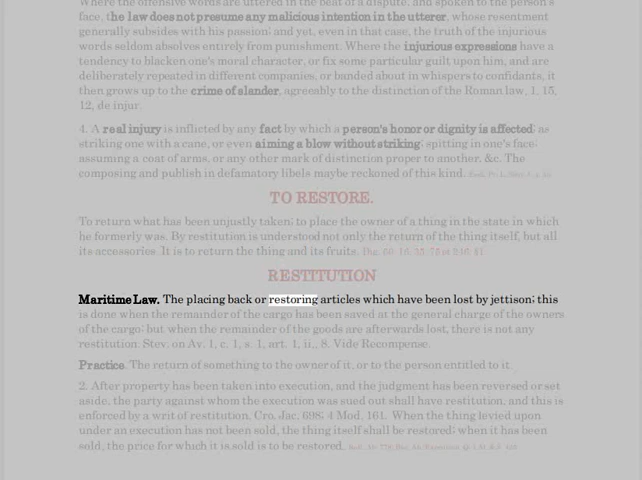 Where the offensive words are uttered in the heat of a dispute, and spoken to the person's
face, the law does not presume any malicious intention in the utterer, whose resentment
generally subsides with his passion; and yet, even in that case, the truth of the injurious
words seldom absolves entirely from punishment. Where the injurious expressions have a
tendency to blacken one's moral character, or fix some particular guilt upon him, and are
deliberately repeated in different companies, or banded about in whispers to confidants, it
then grows up to the crime of slander, agreeably to the distinction of the Roman law, 1, 15,
12, de injur.
4. A real injury is inflicted by any fact by which a person's honor or dignity is affected; as
striking one with a cane, or even aiming a blow without striking; spitting in one's face;
assuming a coat of arms, or any other mark of distinction proper to another, &c. The
composing and publish in defamatory libels maybe reckoned of this kind.
TO RESTORE.
To return what has been unjustly taken; to place the owner of a thing in the state in which
he formerly was. By restitution is understood not only the return of the thing itself, but all
its accessories. It is to return the thing and its fruits.
RESTITUTION
Maritime Law. The placing back or restoring articles which have been lost by jettison; this
is done when the remainder of the cargo has been saved at the general charge of the owners
of the cargo; but when the remainder of the goods are afterwards lost, there is not any
restitution. Stev. on Av. 1, c. 1, s. 1, art. 1, ii., 8. Vide Recompense.
Practice. The return of something to the owner of it, or to the person entitled to it.
2. After property has been taken into execution, and the judgment has been reversed or set
aside, the party against whom the execution was sued out shall have restitution, and this is
enforced by a writ of restitution. Cro. Jac. 698; 4 Mod. 161. When the thing levied upon
under an execution has not been sold, the thing itself shall be restored; when it has been
sold, the price for which it is sold is to be restored.